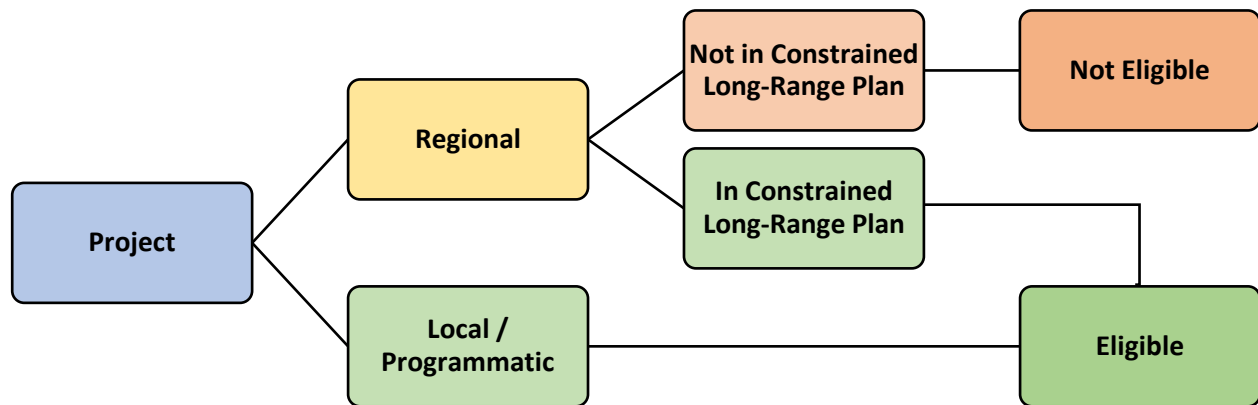 Not in Constrained
Long-Range Plan
Not Eligible
Regional
In Constrained
Long-Range Plan
Project
Local /
Programmatic
Eligible